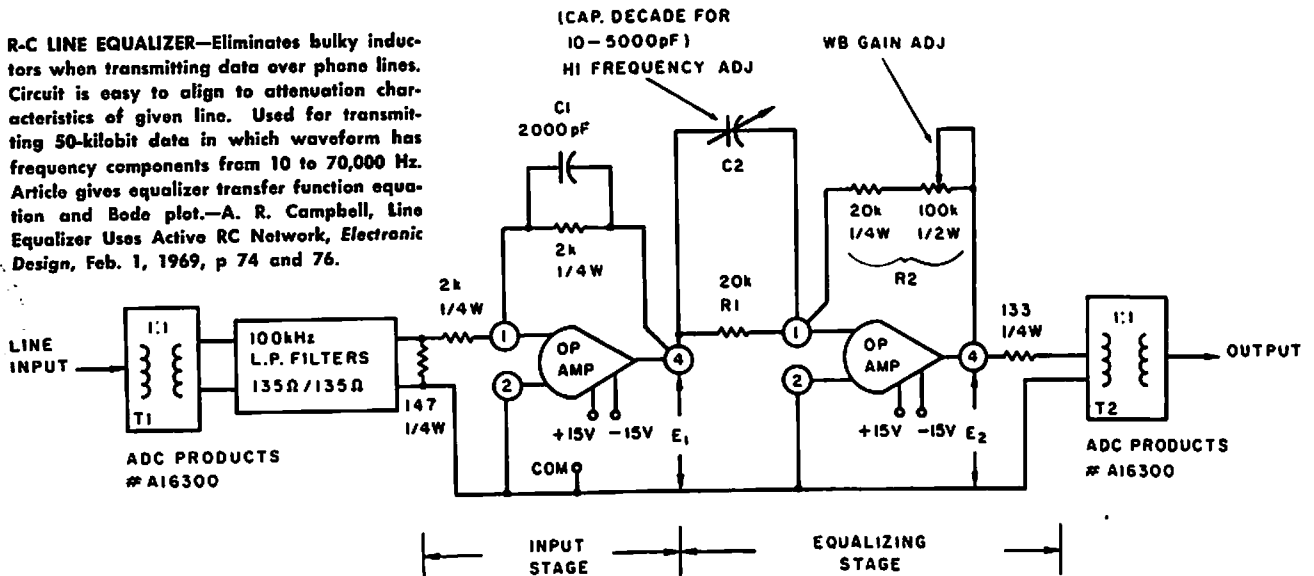 R-C LINE EQUALIZER—Eliminates bulky induc-
tors when transmitting data over phone lines.
Circuit is easy to align to attenuation char-
acteristics of given line. Used for transmit-
ting 50-kilobit data in which waveform has
frequency components from 10 to 70,000 Hz.
Article gives equalizer transfer function equa-
tion and Bode plot.—A. R. Campbell, Line
Equalizer Uses Active RC Network, Electronic
Design, Feb. 1, 1969, p 74 and 76.
(CAP. DECADE FOR
10-5000pF)
HI FREQUENCY ADJ
WB GAIN ADJ
C1
2000pF
C2
2k
1/4W
20k
1/4W
100k
1/2W
R2
2k
1/4W
20k
R1
133
1/4W
LINE
INPUT
1:1
T1
100kHz
L.P. FILTERS
135Ω/135Ω
147
1/4W
1
2
OP
AMP
4
+15V -15V
E1
COM
1
2
OP
AMP
4
+15V -15V
E2
1:1
T2
OUTPUT
ADC PRODUCTS
# A16300
ADC PRODUCTS
# A16300
INPUT
STAGE
EQUALIZING
STAGE